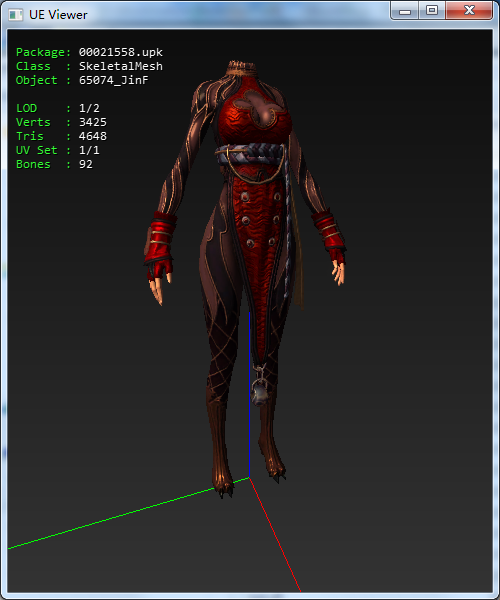 UE Viewer
Package: 00021558.upk
Class : SkeletalMesh
Object : 65074_JinF
LOD : 1/2
Verts : 3425
Tris : 4648
UV Set : 1/1
Bones : 92